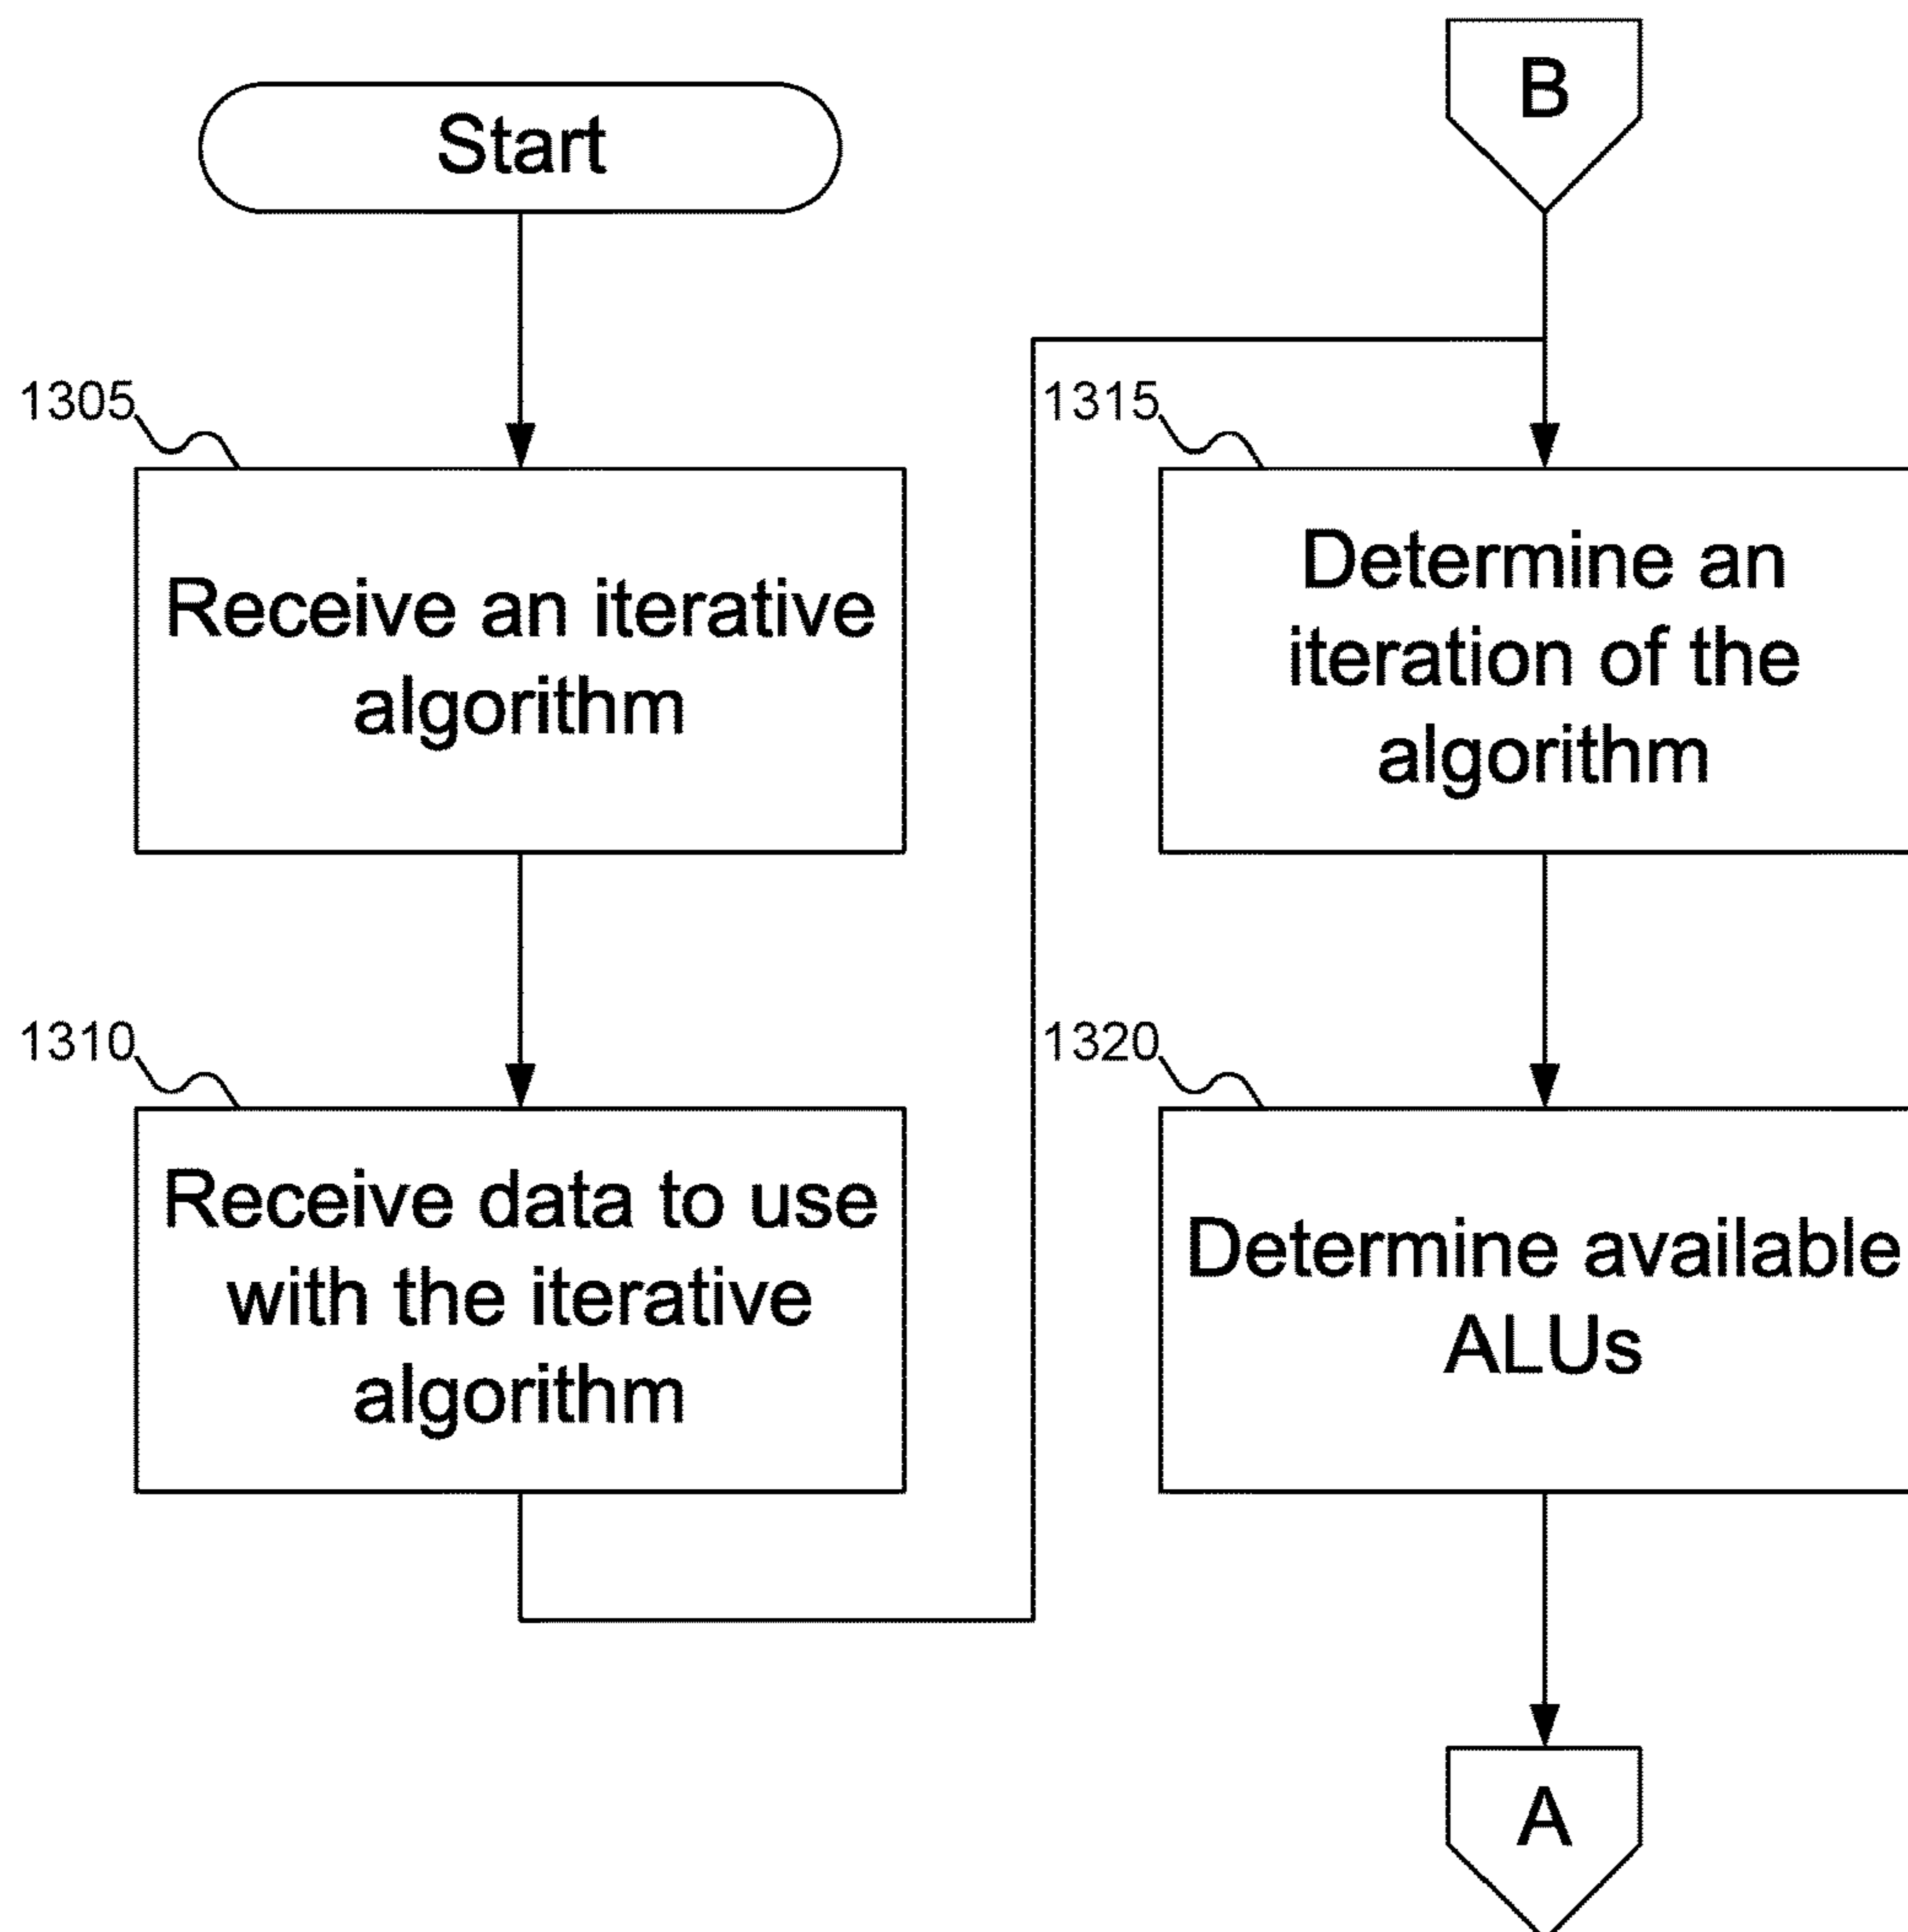 Start
1305
Receive an iterative
algorithm
1310
Receive data to use
with the iterative
algorithm
B
1315
Determine an
iteration of the
algorithm
1320
Determine available
ALUs
A